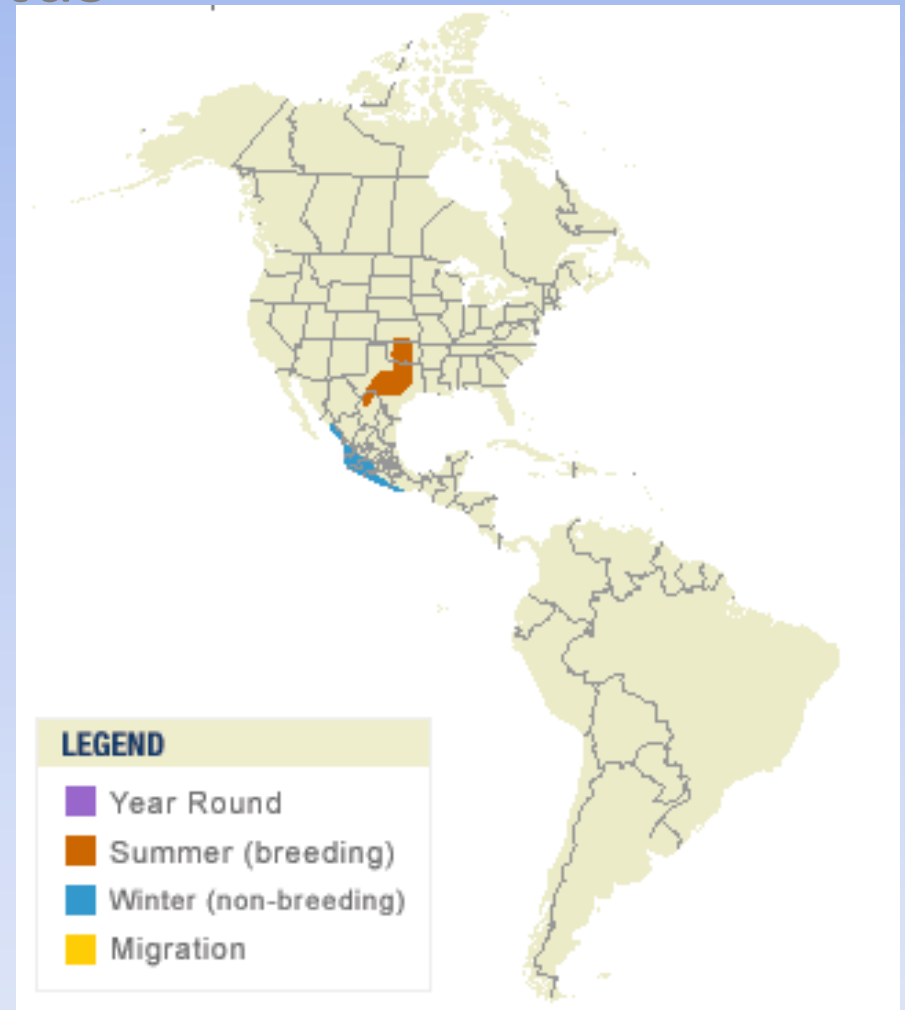 LEGEND
Year Round
Summer (breeding)
Winter (non-breeding)
Migration